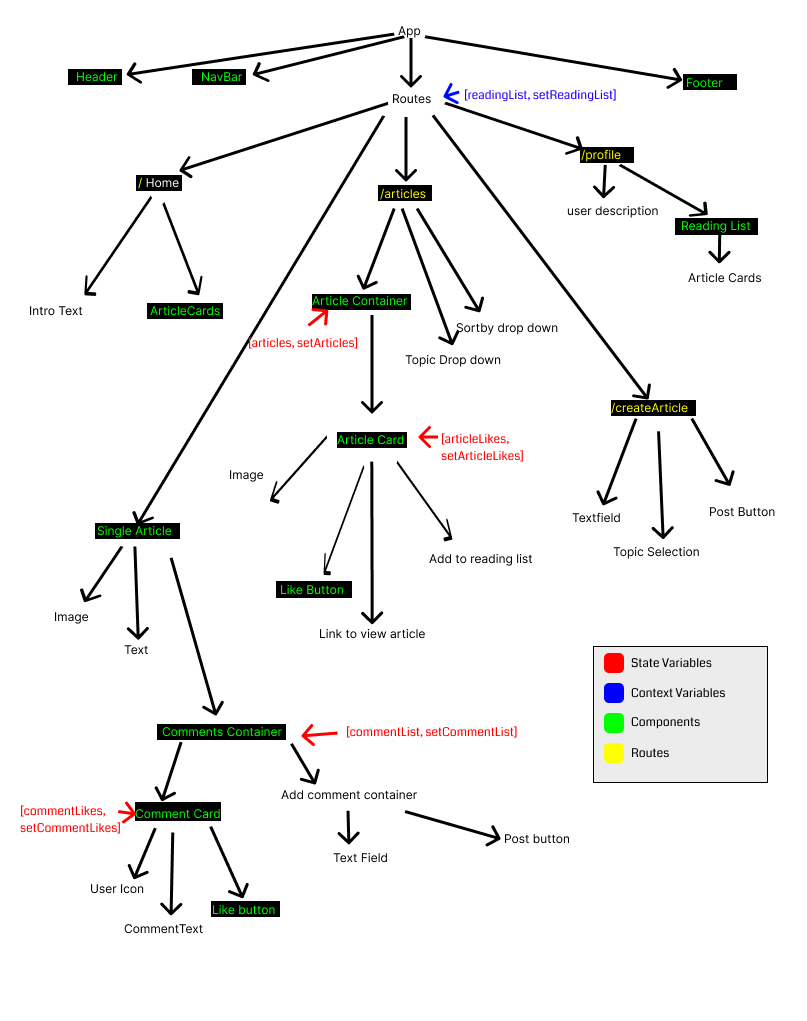 App
Header
NavBar
Footer
Routes
[readingList, setReadingList]
/profile
/ Home
/articles
user description
Reading List
Article Cards
Intro Text
ArticleCards
Article Container
Sortby drop down
[articles, setArticles]
Topic Drop down
/createArticle
Article Card
[articleLikes,
setArticleLikes]
Image
Textfield
Post Button
Single Article
Topic Selection
Add to reading list
Like Button
Image
Link to view article
Text
State Variables
Context Variables
Components
Routes
Comments Container
[commentList, setCommentList]
Add comment container
[commentLikes,
setCommentLikes]
Comment Card
Post button
Text Field
User Icon
Like button
CommentText